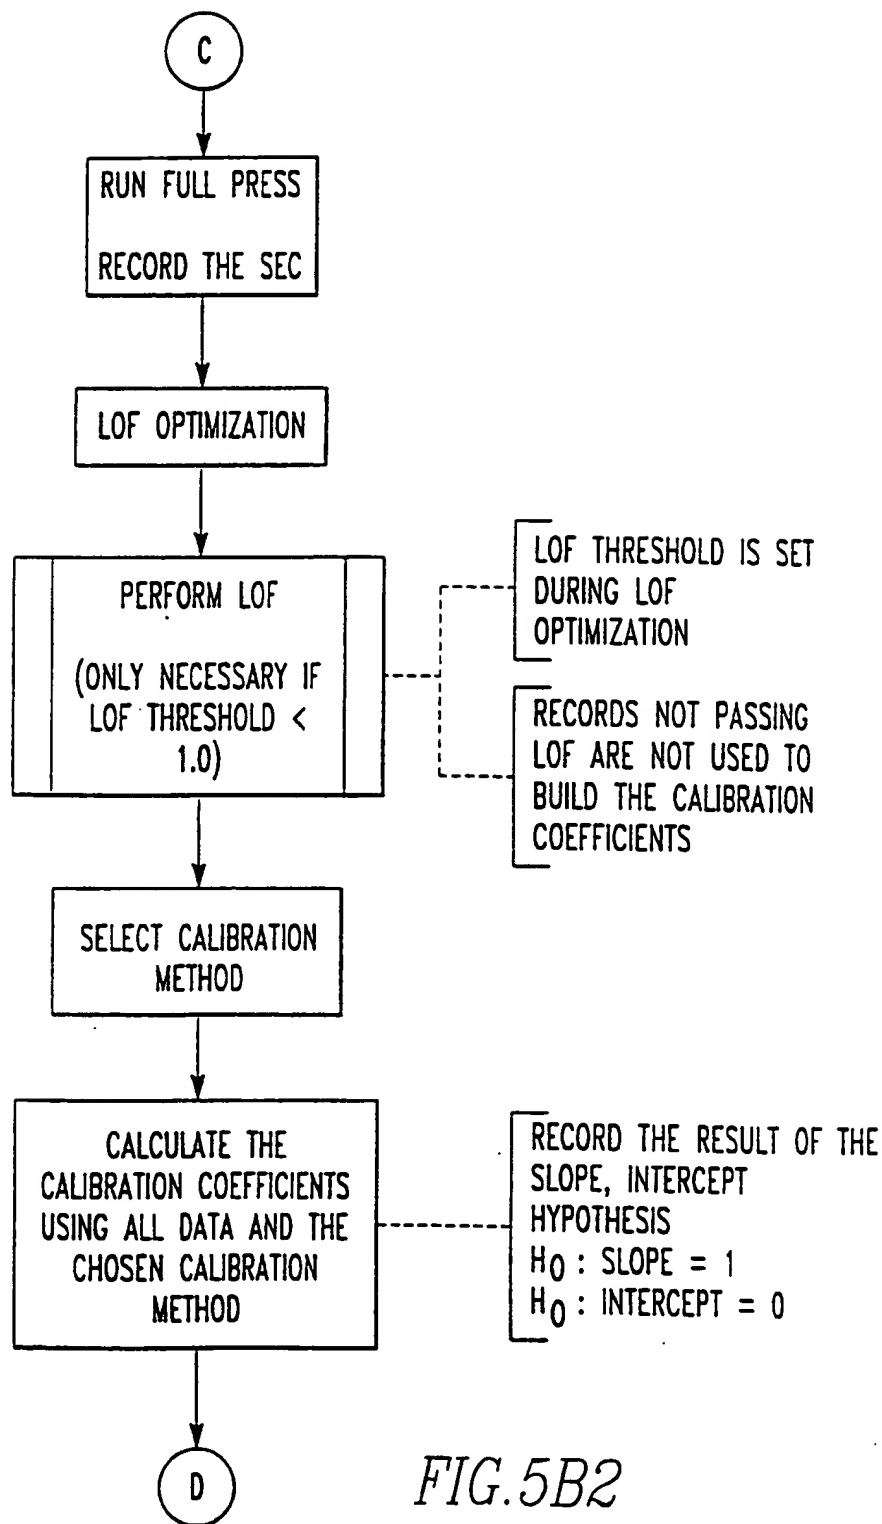 C
RUN FULL PRESS
RECORD THE SEC
LOF OPTIMIZATION
PERFORM LOF
(ONLY NECESSARY IF
LOF THRESHOLD <
1.0)
LOF THRESHOLD IS SET
DURING LOF
OPTIMIZATION
RECORDS NOT PASSING
LOF ARE NOT USED TO
BUILD THE CALIBRATION
COEFFICIENTS
SELECT CALIBRATION
METHOD
CALCULATE THE
CALIBRATION COEFFICIENTS
USING ALL DATA AND THE
CHOSEN CALIBRATION
METHOD
RECORD THE RESULT OF THE
SLOPE, INTERCEPT
HYPOTHESIS
H0 : SLOPE = 1
H0 : INTERCEPT = 0
D
FIG.5B2